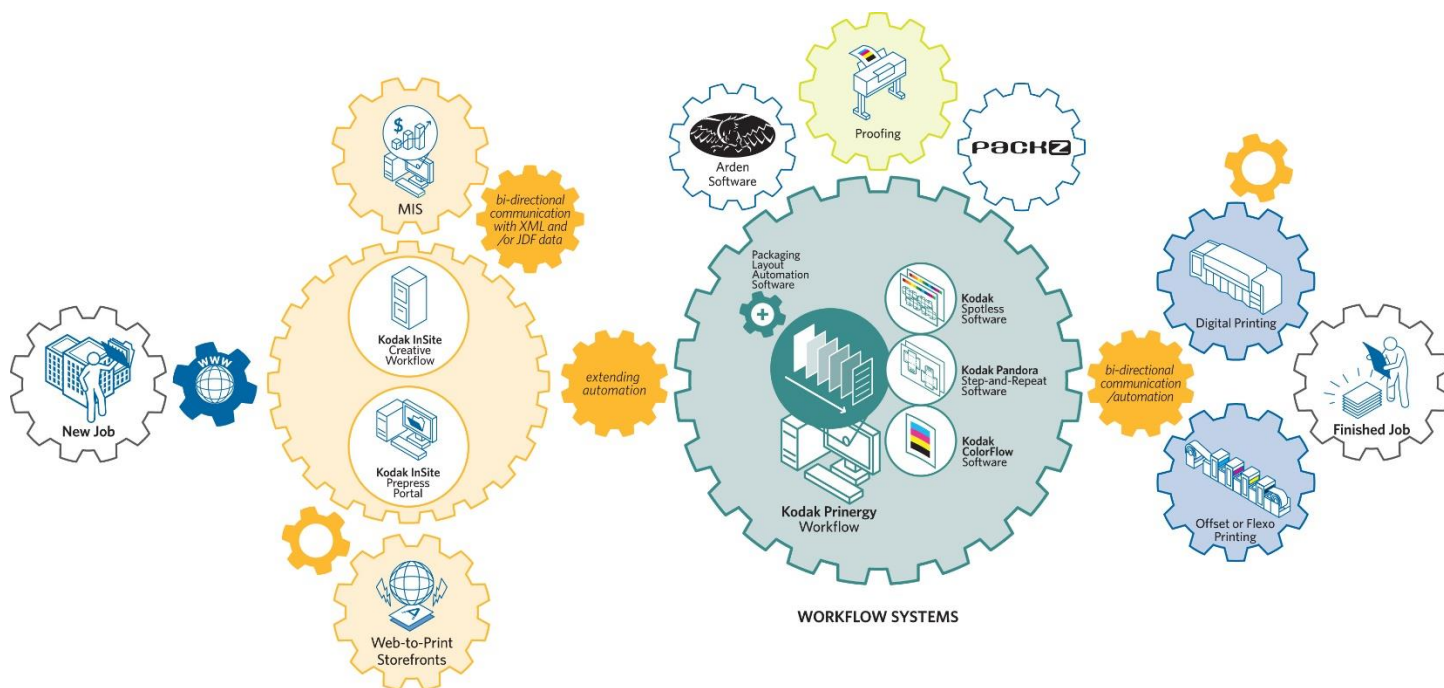 New Job
WWW
$
MIS
bi-directional
communication
with XML and
/or JDF data
Kodak InSite
Creative
Workflow
Kodak InSite
Prepress
Portal
A
Web-to-Print
Storefronts
extending
automation
Arden
Software
Proofing
PACKZ
Packaging
Layout
Automation
Software
+
Kodak
Spotless
Software
Kodak Pandora
Step-and-Repeat
Software
Kodak
ColorFlow
Software
Kodak Prinergy
Workflow
WORKFLOW SYSTEMS
bi-directional
communication
/automation
Digital Printing
Offset or Flexo
Printing
Finished Job